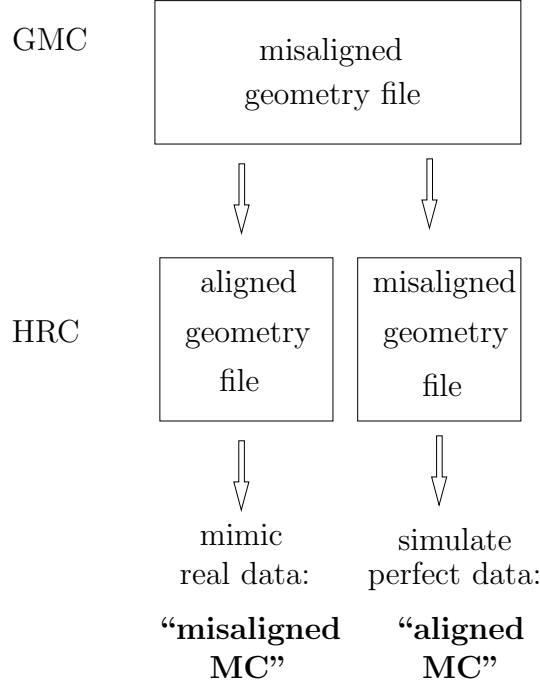 GMC
misaligned
geometry file
HRC
aligned
geometry
file
misaligned
geometry
file
mimic
real data:
“misaligned
MC”
simulate
perfect data:
“aligned
MC”